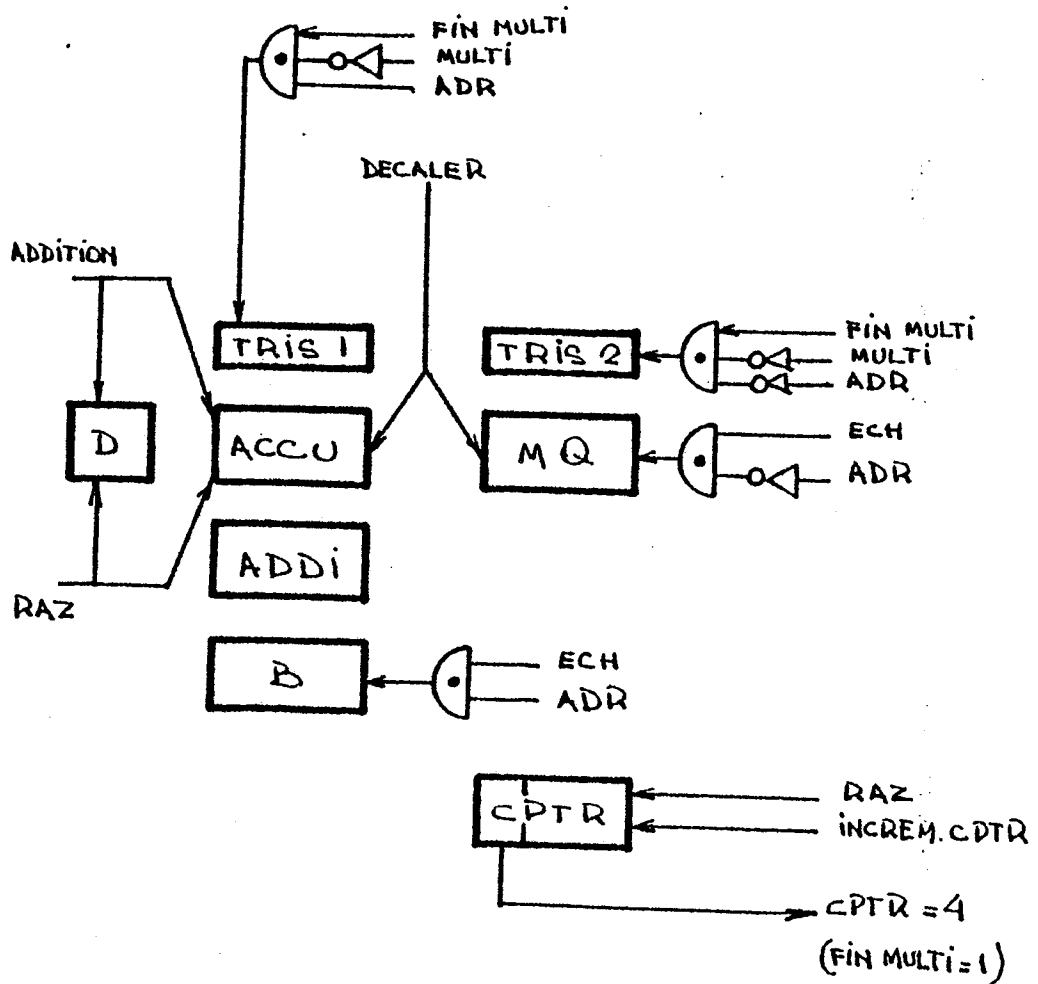 FiN MULTi
MULTi
ADR
DECALER
ADDiTiON
TRiS 1
TRiS 2
FiN MULTi
MULTi
ADR
D
ACCU
M Q
ECH
ADR
ADDi
RAZ
B
ECH
ADR
CPTR
RAZ
iNCREM. CPTR
CPTR = 4
(FiN MULTi = 1)